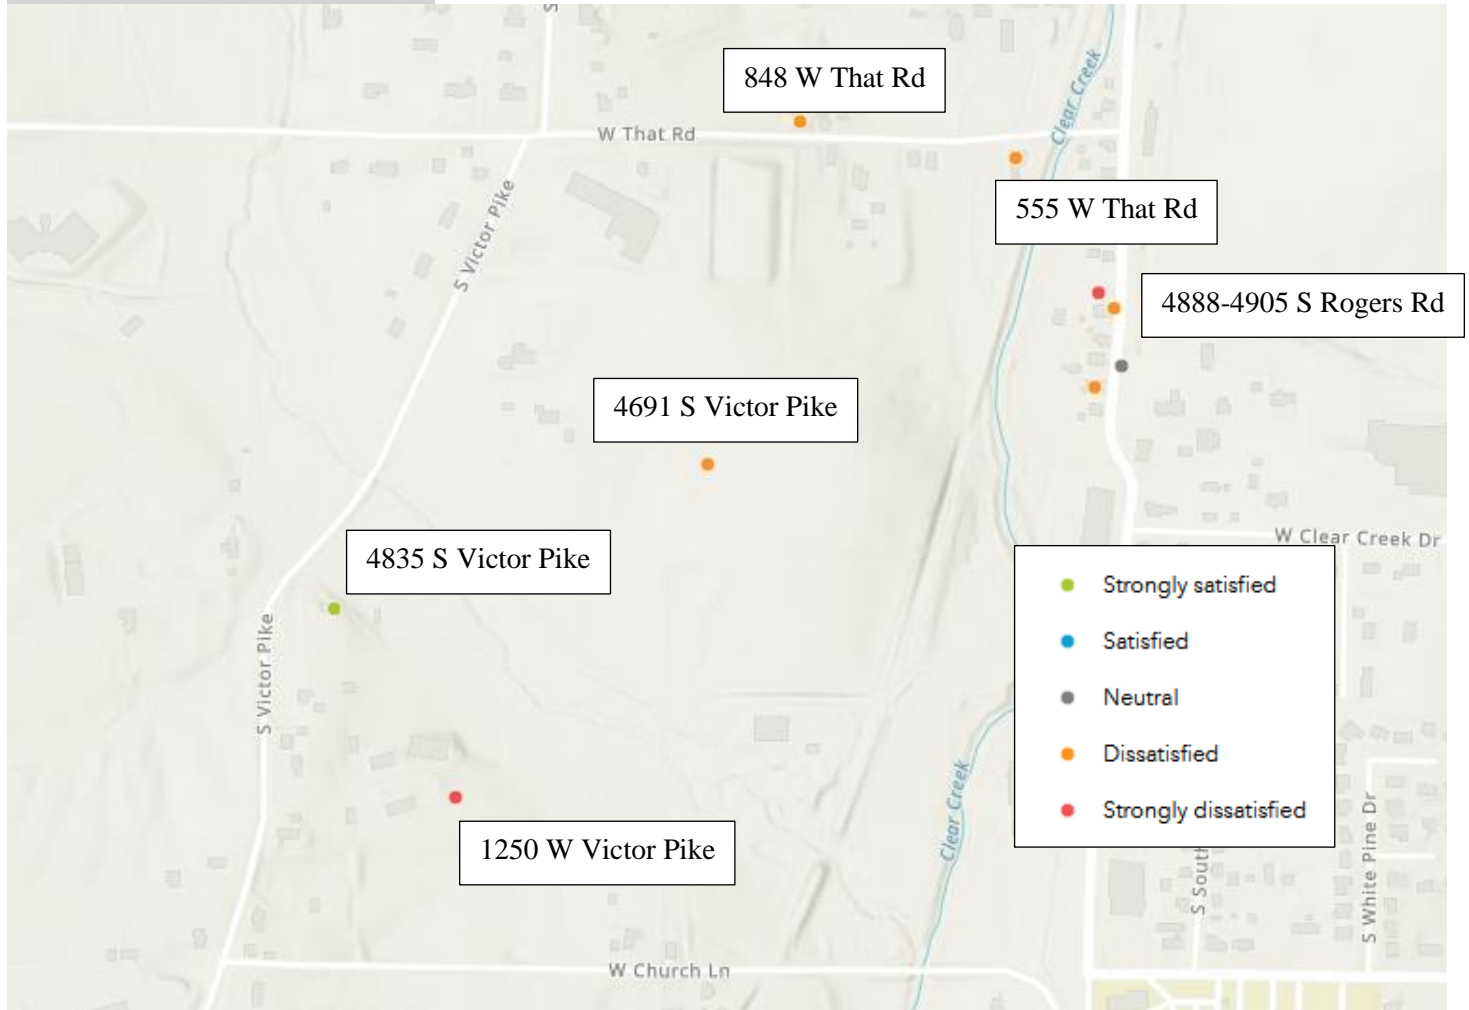 S
848 W That Rd
Clear Creek
W That Rd
555 W That Rd
S Victor Pike
4888-4905 S Rogers Rd
4691 S Victor Pike
W Clear Creek Dr
4835 S Victor Pike
Strongly satisfied
Satisfied
Neutral
Dissatisfied
Strongly dissatisfied
S Victor Pike
Clear Creek
1250 W Victor Pike
S South
S White Pine Dr
W Church Ln